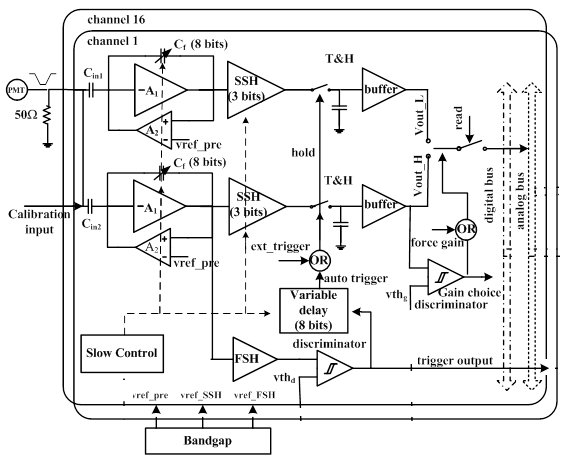 channel 16
channel 1
PMT
50Ω
Cin1
Cf (8 bits)
−A1
A2
+
−
vref_pre
SSH
(3 bits)
T&H
buffer
Vout_L
read
hold
Cf (8 bits)
Calibration
input
Cin2
−A1
A2
+
−
vref_pre
SSH
(3 bits)
T&H
buffer
Vout_H
digital bus
analog bus
ext_trigger
OR
auto trigger
force gain
OR
vthg
Gain choice
discriminator
Variable
delay
(8 bits)
Slow Control
FSH
discriminator
vthd
trigger output
vref_pre
vref_SSH
vref_FSH
Bandgap